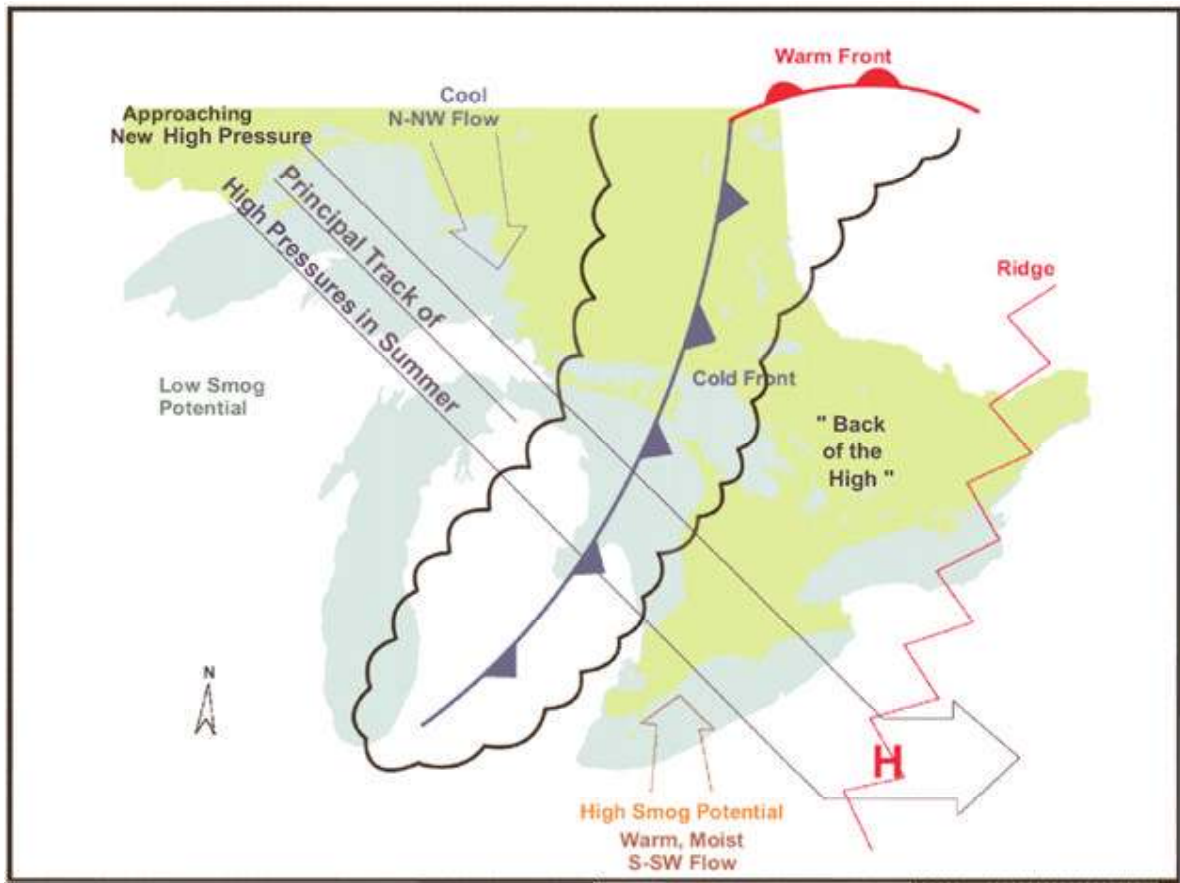 Warm Front
Cool
N-NW Flow
Approaching
New High Pressure
Principal Track of
High Pressures in Summer
Ridge
Low Smog
Potential
Cold Front
" Back
of the
High "
N
H
High Smog Potential
Warm, Moist
S-SW Flow